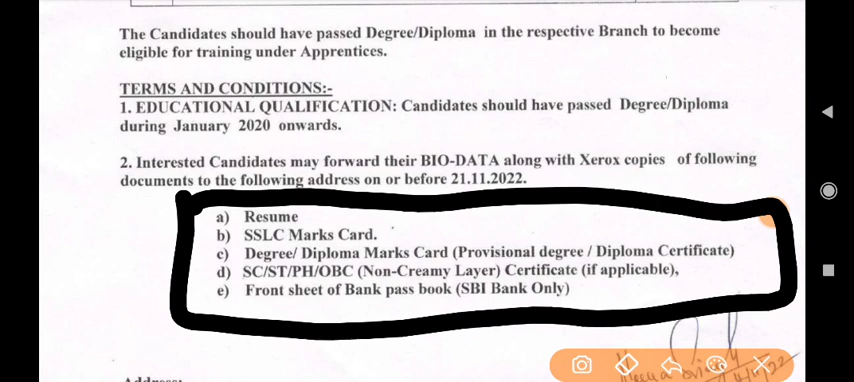 The Candidates should have passed Degree/Diploma in the respective Branch to become
eligible for training under Apprentices.
TERMS AND CONDITIONS:-
1. EDUCATIONAL QUALIFICATION: Candidates should have passed Degree/Diploma
during January 2020 onwards.
2. Interested Candidates may forward their BIO-DATA along with Xerox copies of following
documents to the following address on or before 21.11.2022.
a) Resume
b) SSLC Marks Card.
c) Degree/ Diploma Marks Card (Provisional degree / Diploma Certificate)
d) SC/ST/PH/OBC (Non-Creamy Layer) Certificate (if applicable),
e) Front sheet of Bank pass book (SBI Bank Only)